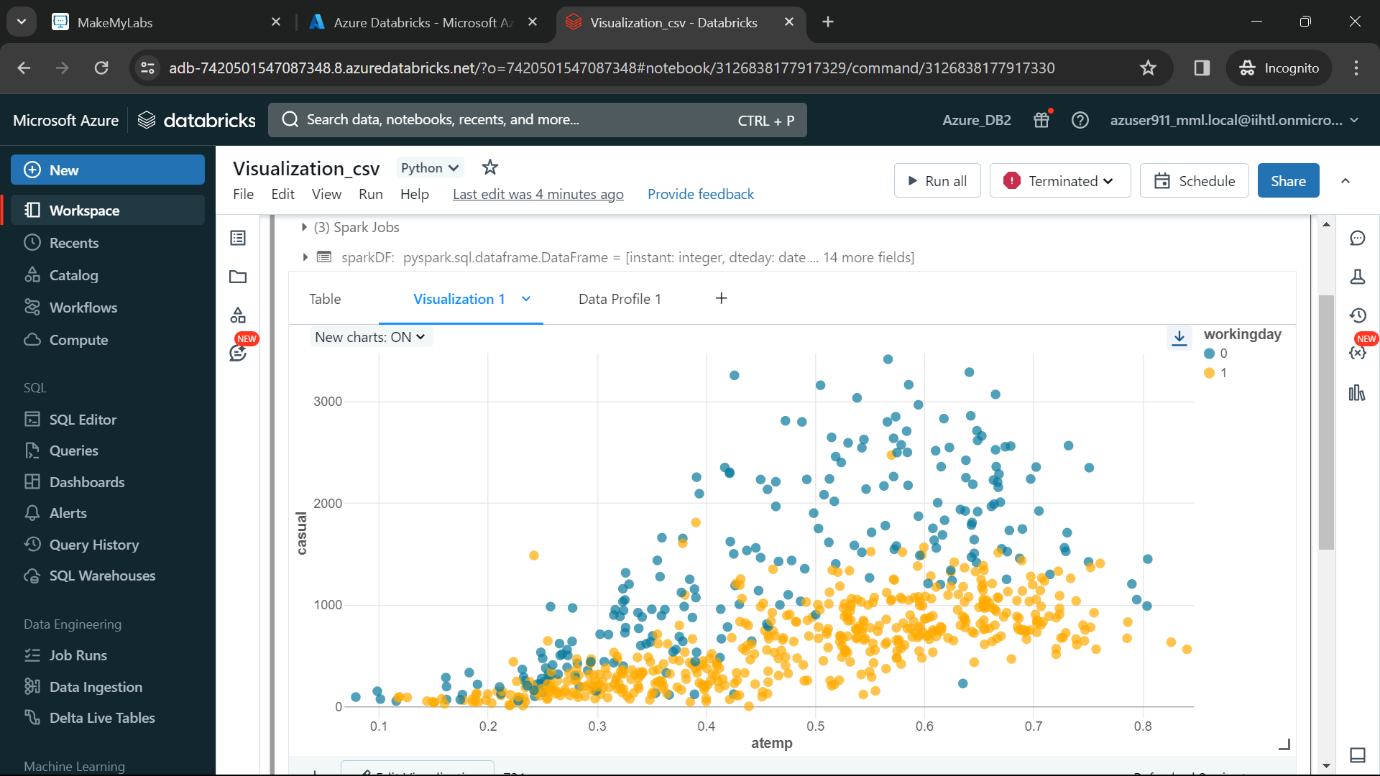 MakeMyLabs
Azure Databricks - Microsoft Az
Visualization_csv - Databricks
adb-7420501547087348.8.azuredatabricks.net/?o=7420501547087348#notebook/3126838177917329/command/3126838177917330
Incognito
Microsoft Azure
databricks
Search data, notebooks, recents, and more...
CTRL + P
Azure_DB2
azuser911_mml.local@iihtl.onmicro...
New
Workspace
Recents
Catalog
Workflows
Compute
SQL
SQL Editor
Queries
Dashboards
Alerts
Query History
SQL Warehouses
Data Engineering
Job Runs
Data Ingestion
Delta Live Tables
Machine Learning
Visualization_csv
Python
File Edit View Run Help Last edit was 4 minutes ago Provide feedback
Run all
Terminated
Schedule
Share
NEW
(3) Spark Jobs
sparkDF: pyspark.sql.dataframe.DataFrame = [instant: integer, dteday: date ... 14 more fields]
Table
Visualization 1
Data Profile 1
New charts: ON
workingday
0
1
casual
3000
2000
1000
0
0.1 0.2 0.3 0.4 0.5 0.6 0.7 0.8
atemp
NEW